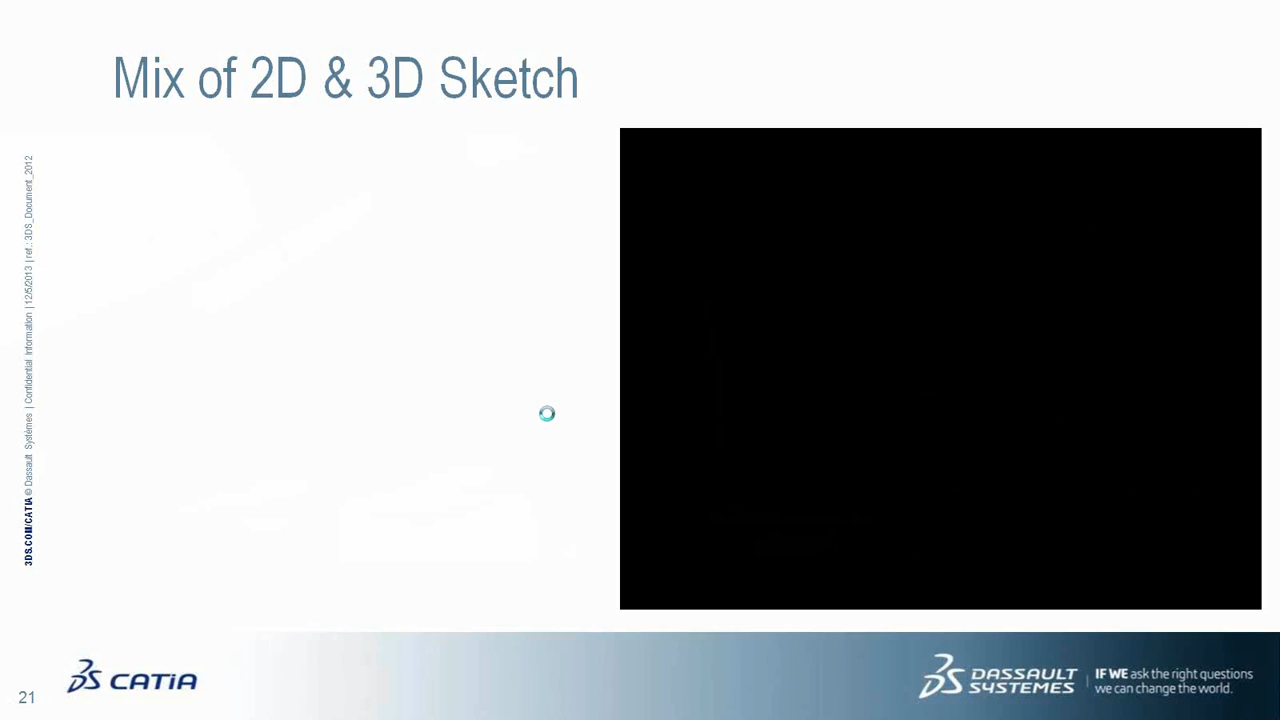 Mix of 2D & 3D Sketch
3DS.COM/CATIA © Dassault Systèmes | Confidential Information | 12/5/2013 | ref.: 3DS_Document_2012
21
CATIA
DASSAULT
SYSTEMES
IF WE ask the right questions
we can change the world.